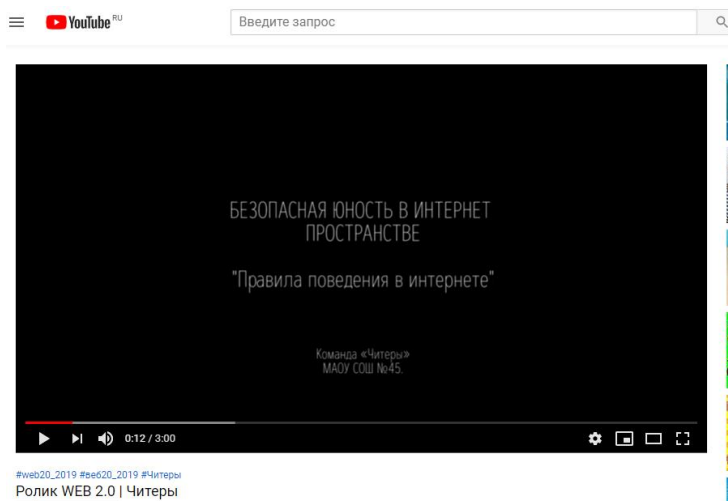 YouTube RU
Введите запрос
БЕЗОПАСНАЯ ЮНОСТЬ В ИНТЕРНЕТ
ПРОСТРАНСТВЕ
"Правила поведения в интернете"
Команда «Читеры»
МАОУ СОШ №45.
0:12 / 3:00
#web20_2019 #веб20_2019 #Читеры
Ролик WEB 2.0 | Читеры